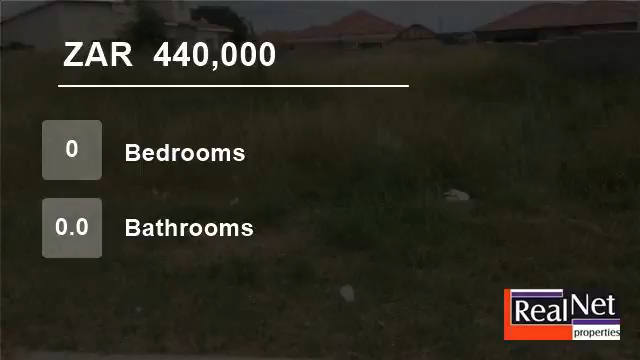 ZAR 440,000
0 Bedrooms
0.0 Bathrooms
RealNet
properties